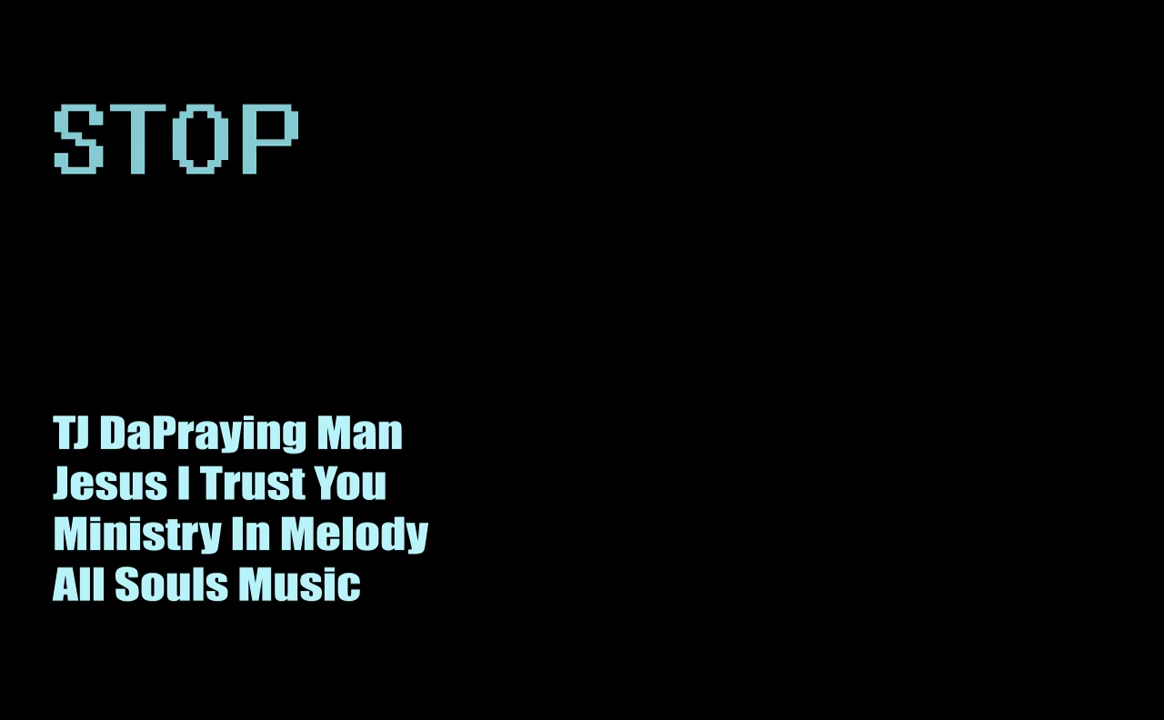 STOP
TJ DaPraying Man
Jesus I Trust You
Ministry In Melody
All Souls Music